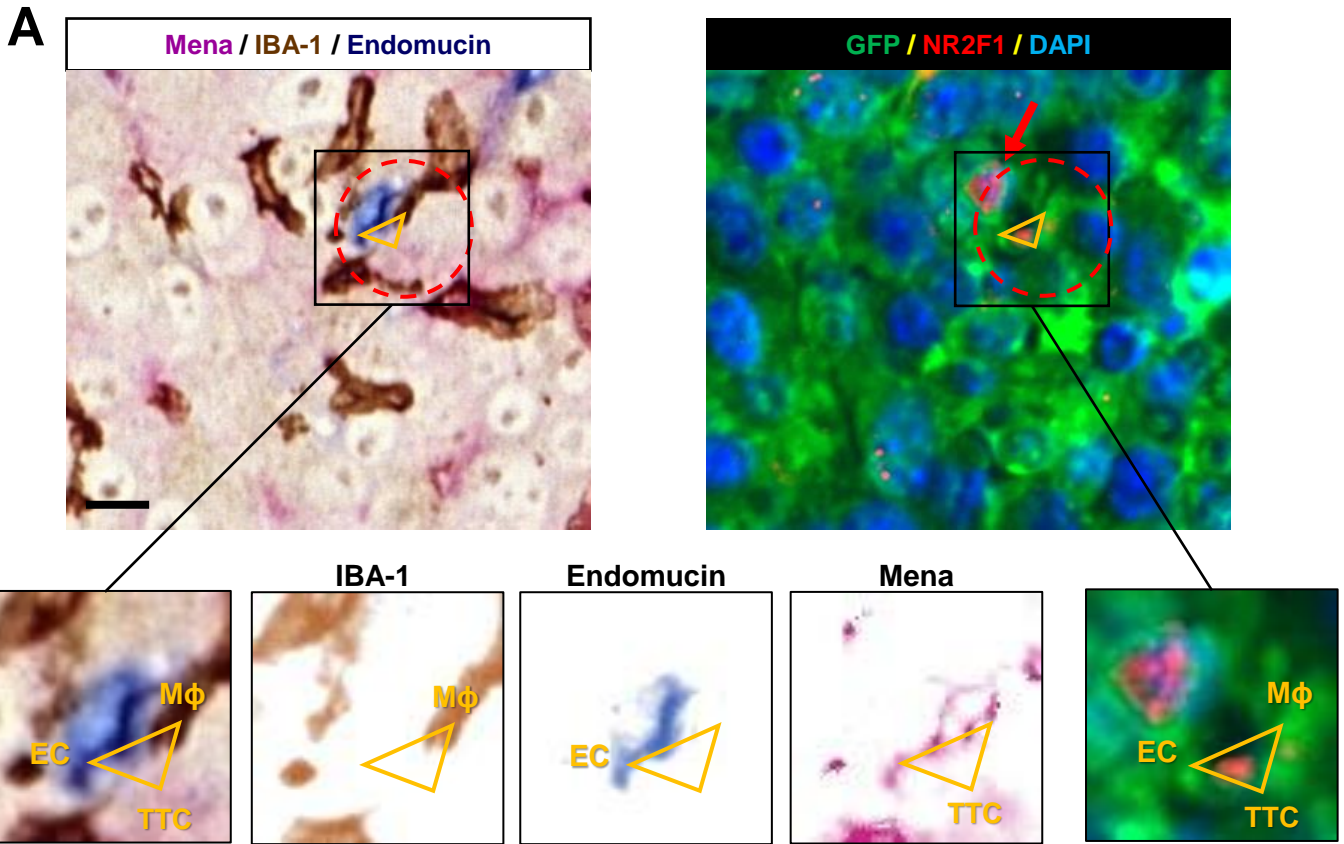 A
Mena / IBA-1 / Endomucin
GFP / NR2F1 / DAPI
IBA-1
Endomucin
Mena
Mϕ
EC
TTC
Mϕ
EC
TTC
Mϕ
EC
TTC